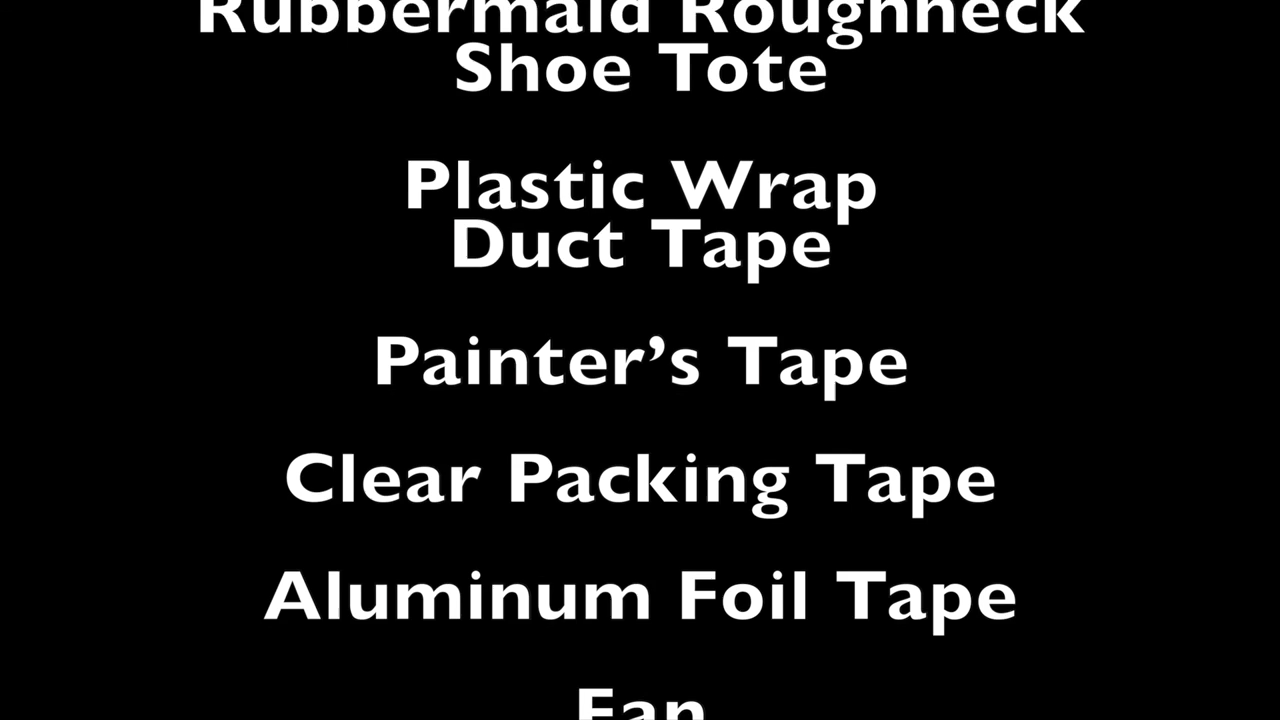 Rubbermaid Roughneck
Shoe Tote
Plastic Wrap
Duct Tape
Painter’s Tape
Clear Packing Tape
Aluminum Foil Tape
Fan